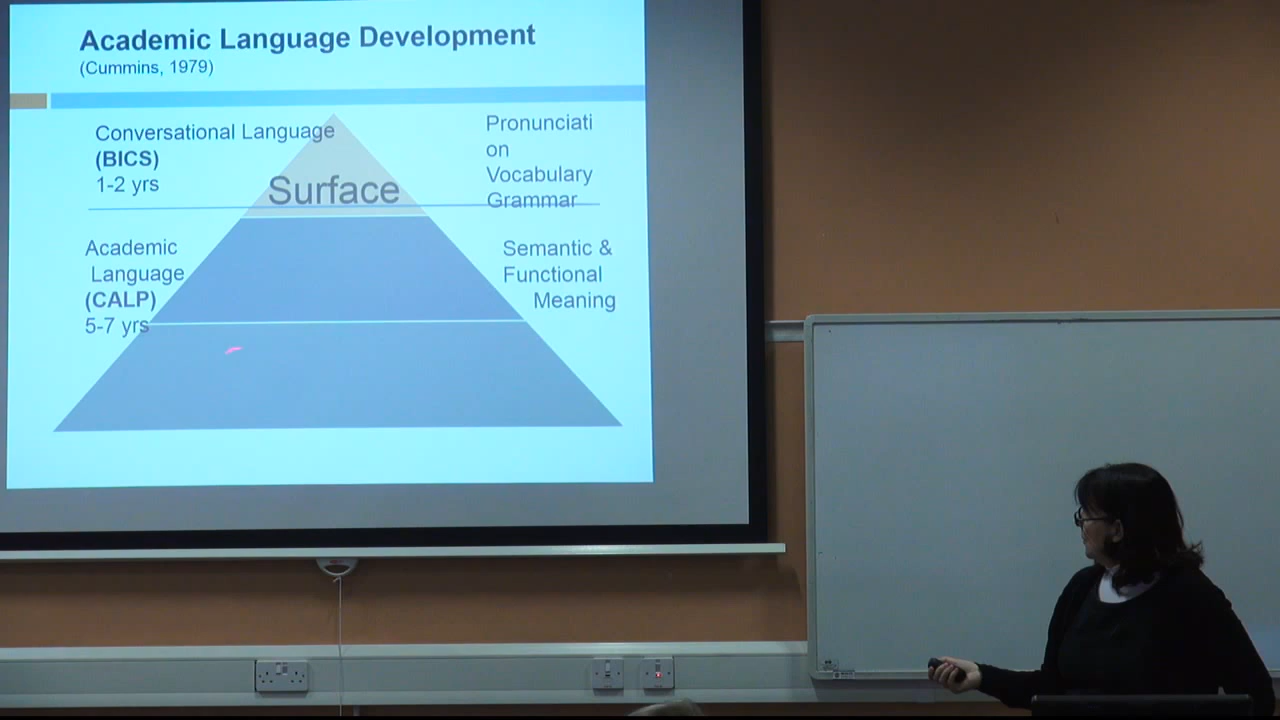 Academic Language Development
(Cummins, 1979)
Conversational Language
(BICS)
1-2 yrs
Surface
Pronunciati
on
Vocabulary
Grammar
Academic
Language
(CALP)
5-7 yrs
Semantic &
Functional
Meaning